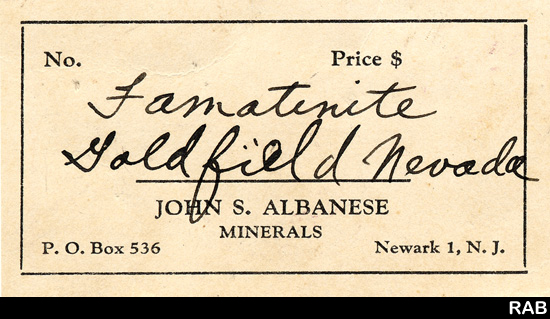 No. Price $
Famatinite
Goldfield Nevada
JOHN S. ALBANESE
MINERALS
P. O. Box 536 Newark 1, N. J.
RAB